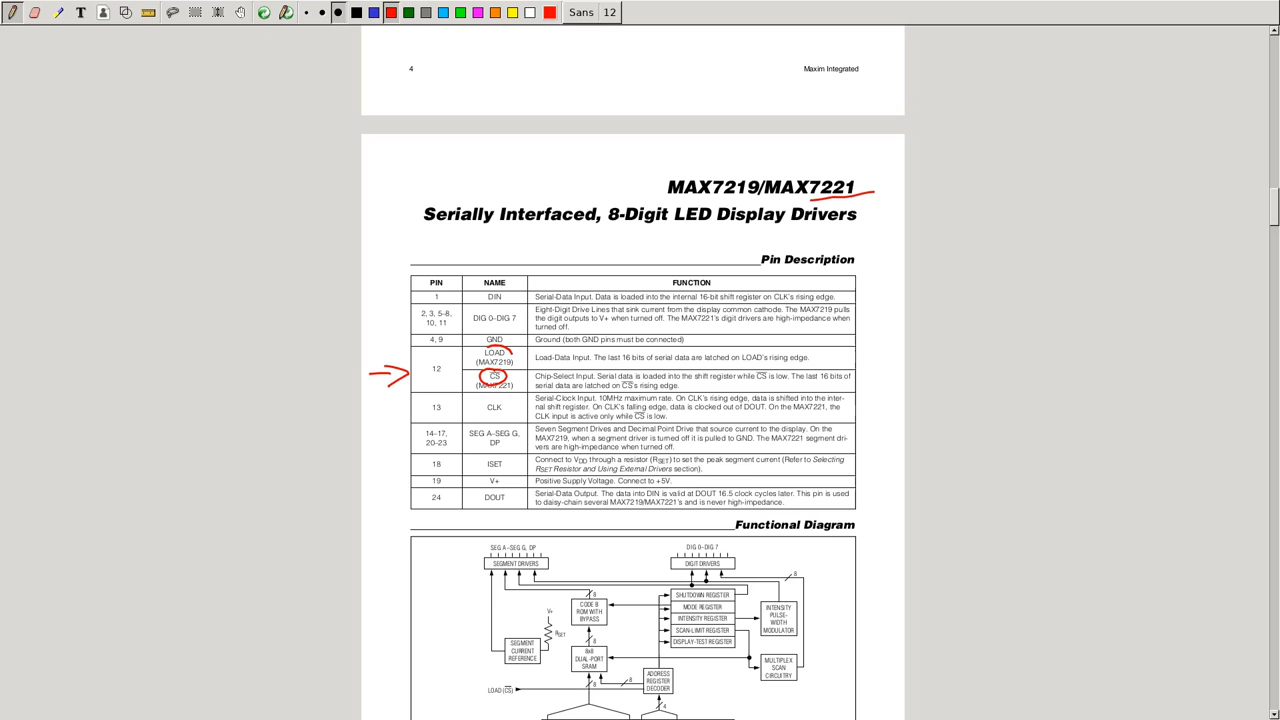 Sans 12
4 Maxim Integrated
MAX7219/MAX7221
Serially Interfaced, 8-Digit LED Display Drivers
Pin Description
PIN NAME FUNCTION
1 DIN Serial-Data Input. Data is loaded into the internal 16-bit shift register on CLK's rising edge.
2, 3, 5–8, 10, 11 DIG 0–DIG 7 Eight-Digit Drive Lines that sink current from the display common cathode. The MAX7219 pulls
the digit outputs to V+ when turned off. The MAX7221's digit drivers are high-impedance when
turned off.
4, 9 GND Ground (both GND pins must be connected)
12 LOAD (MAX7219) Load-Data Input. The last 16 bits of serial data are latched on LOAD's rising edge.
CS (MAX7221) Chip-Select Input. Serial data is loaded into the shift register while CS is low. The last 16 bits of
serial data are latched on CS's rising edge.
13 CLK Serial-Clock Input. 10MHz maximum rate. On CLK's rising edge, data is shifted into the inter-
nal shift register. On CLK's falling edge, data is clocked out of DOUT. On the MAX7221, the
CLK input is active only while CS is low.
14–17, 20–23 SEG A–SEG G, DP Seven Segment Drives and Decimal Point Drive that source current to the display. On the
MAX7219, when a segment driver is turned off it is pulled to GND. The MAX7221 segment dri-
vers are high-impedance when turned off.
18 ISET Connect to VDD through a resistor (RSET) to set the peak segment current (Refer to Selecting
RSET Resistor and Using External Drivers section).
19 V+ Positive Supply Voltage. Connect to +5V.
24 DOUT Serial-Data Output. The data into DIN is valid at DOUT 16.5 clock cycles later. This pin is used
to daisy-chain several MAX7219/MAX7221's and is never high-impedance.
Functional Diagram
SEG A–SEG G, DP
DIG 0–DIG 7
SEGMENT DRIVERS
DIGIT DRIVERS
8
8
SHUTDOWN REGISTER
MODE REGISTER
INTENSITY REGISTER
SCAN-LIMIT REGISTER
DISPLAY-TEST REGISTER
CODE B
ROM WITH
BYPASS
V+
RSET
INTENSITY
PULSE-
WIDTH
MODULATOR
8
SEGMENT
CURRENT
REFERENCE
8x8
DUAL-PORT
SRAM
MULTIPLEX
SCAN
CIRCUITRY
ADDRESS
REGISTER
DECODER
8
8
LOAD (CS)
4